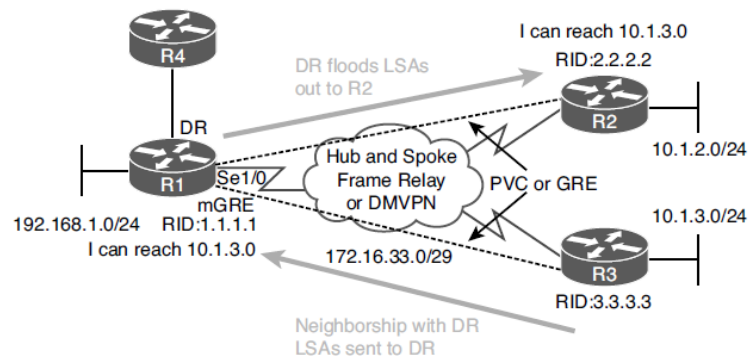 R4
I can reach 10.1.3.0
RID:2.2.2.2
DR floods LSAs
out to R2
DR
R2
Hub and Spoke
Frame Relay
or DMVPN
R1
Se1/0
mGRE
PVC or GRE
10.1.2.0/24
192.168.1.0/24
RID:1.1.1.1
I can reach 10.1.3.0
172.16.33.0/29
10.1.3.0/24
R3
RID:3.3.3.3
Neighborship with DR
LSAs sent to DR